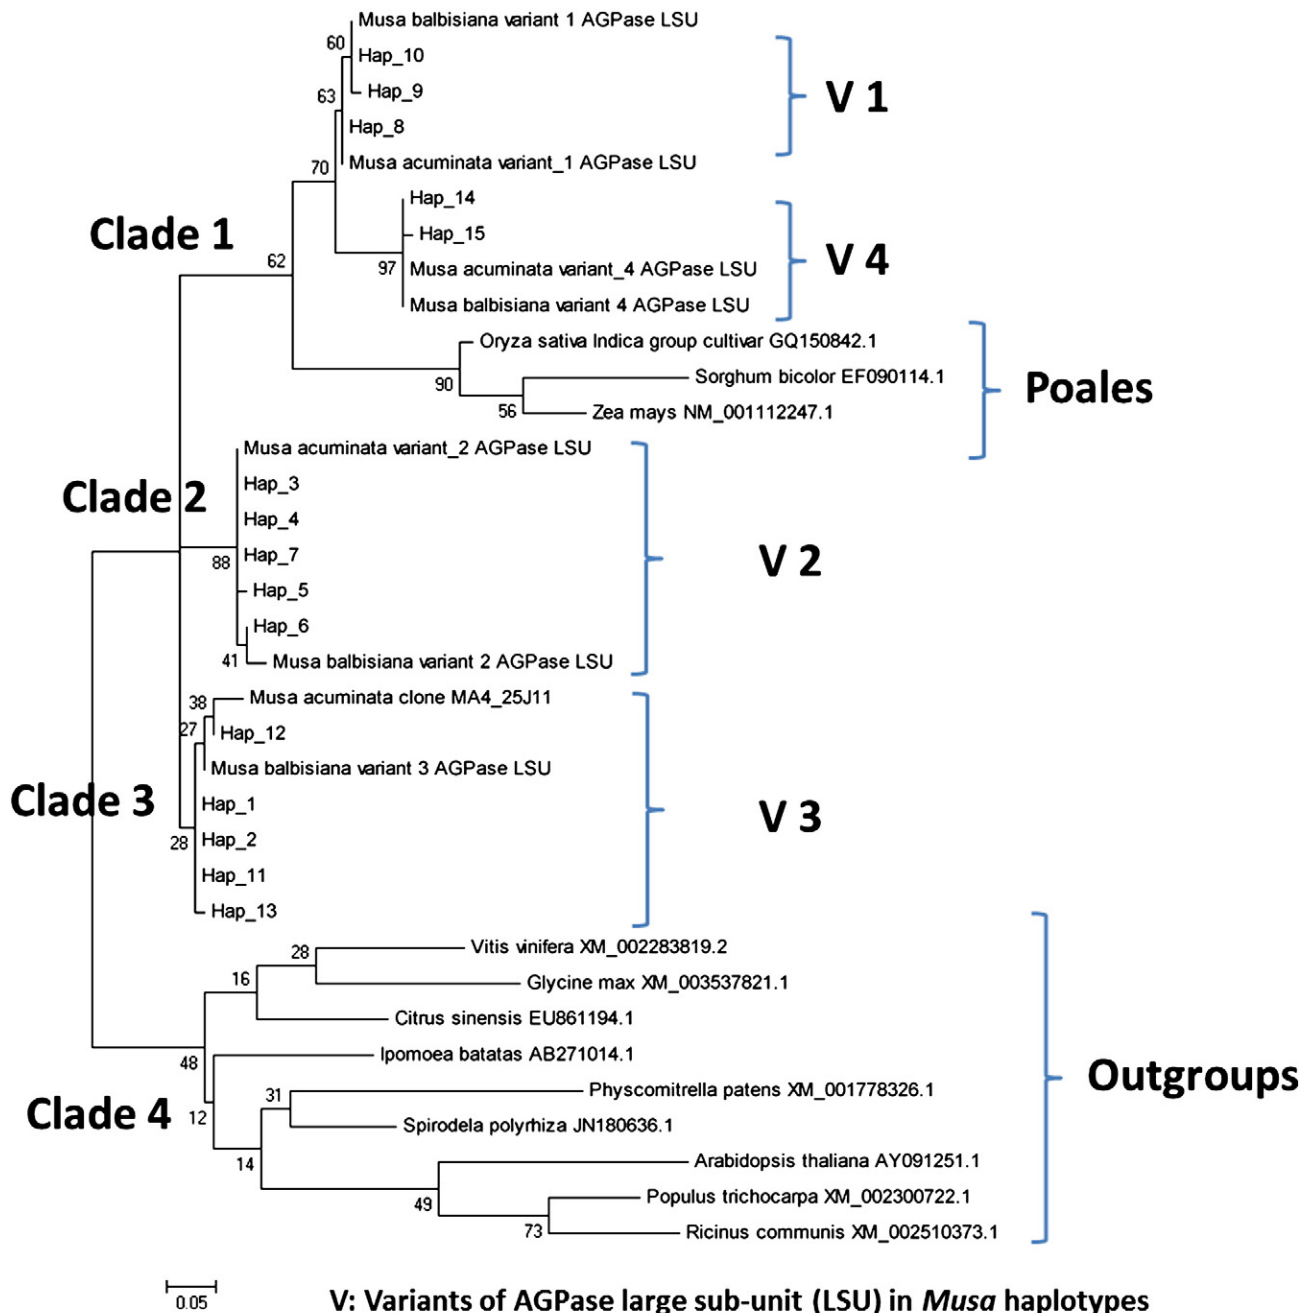 Musa balbisiana variant 1 AGPase LSU
60
Hap_10
Hap_9
63
V 1
Hap_8
Musa acuminata variant_1 AGPase LSU
70
Hap_14
Clade 1
Hap_15
62
97
Musa acuminata variant_4 AGPase LSU
V 4
Musa balbisiana variant 4 AGPase LSU
Oryza sativa Indica group cultivar GQ150842.1
90
Sorghum bicolor EF090114.1
Poales
56
Zea mays NM_001112247.1
Musa acuminata variant_2 AGPase LSU
Hap_3
Clade 2
Hap_4
Hap_7
88
V 2
Hap_5
Hap_6
41
Musa balbisiana variant 2 AGPase LSU
Musa acuminata clone MA4_25J11
38
27
Hap_12
Musa balbisiana variant 3 AGPase LSU
Clade 3
Hap_1
V 3
Hap_2
28
Hap_11
Hap_13
Vitis vinifera XM_002283819.2
28
16
Glycine max XM_003537821.1
Citrus sinensis EU861194.1
48
Ipomoea batatas AB271014.1
Outgroups
Physcomitrella patens XM_001778326.1
31
Clade 4
12
Spirodela polyrhiza JN180636.1
14
Arabidopsis thaliana AY091251.1
49
Populus trichocarpa XM_002300722.1
73
Ricinus communis XM_002510373.1
0.05
V: Variants of AGPase large sub-unit (LSU) in Musa haplotypes